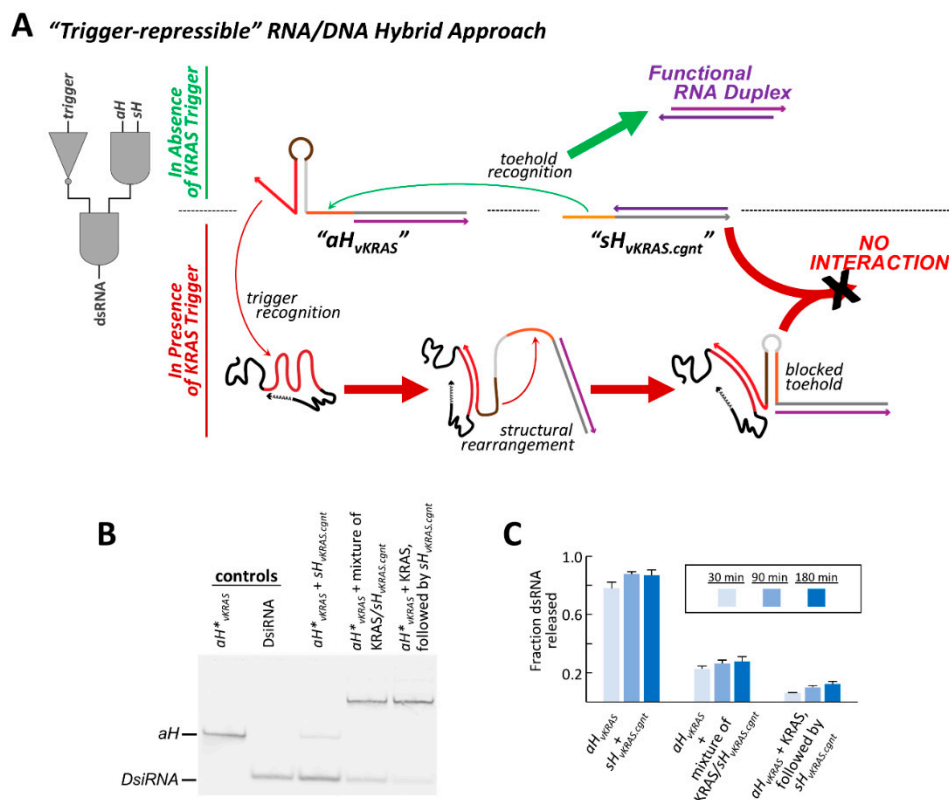 A "Trigger-repressible" RNA/DNA Hybrid Approach
trigger
aH
sH
dsRNA
In Absence
of KRAS Trigger
In Presence
of KRAS Trigger
Functional
RNA Duplex
toehold
recognition
"aHvKRAS"
"sHvKRAS.cgnt"
NO
INTERACTION
X
trigger
recognition
structural
rearrangement
blocked
toehold
B
controls
aH*vKRAS
DsiRNA
aH*vKRAS + sHvKRAS.cgnt
aH*vKRAS + mixture of
KRAS/sHvKRAS.cgnt
aH*vKRAS + KRAS,
followed by sHvKRAS.cgnt
aH
DsiRNA
C
Fraction dsRNA
released
1.0
0.6
0.2
30 min 90 min 180 min
aHvKRAS
+
sHvKRAS.cgnt
aHvKRAS
+
mixture of
KRAS/sHvKRAS.cgnt
aHvKRAS + KRAS,
followed by
sHvKRAS.cgnt